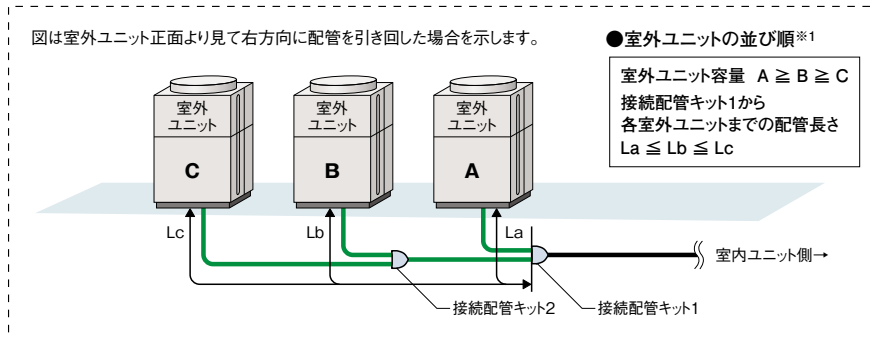 図は室外ユニット正面より見て右方向に配管を引き回した場合を示します。
●室外ユニットの並び順※1
室外ユニット容量 A ≧ B ≧ C
接続配管キット1から
各室外ユニットまでの配管長さ
La ≦ Lb ≦ Lc
室外
ユニット
C
室外
ユニット
B
室外
ユニット
A
Lc
Lb
La
室内ユニット側→
接続配管キット2
接続配管キット1